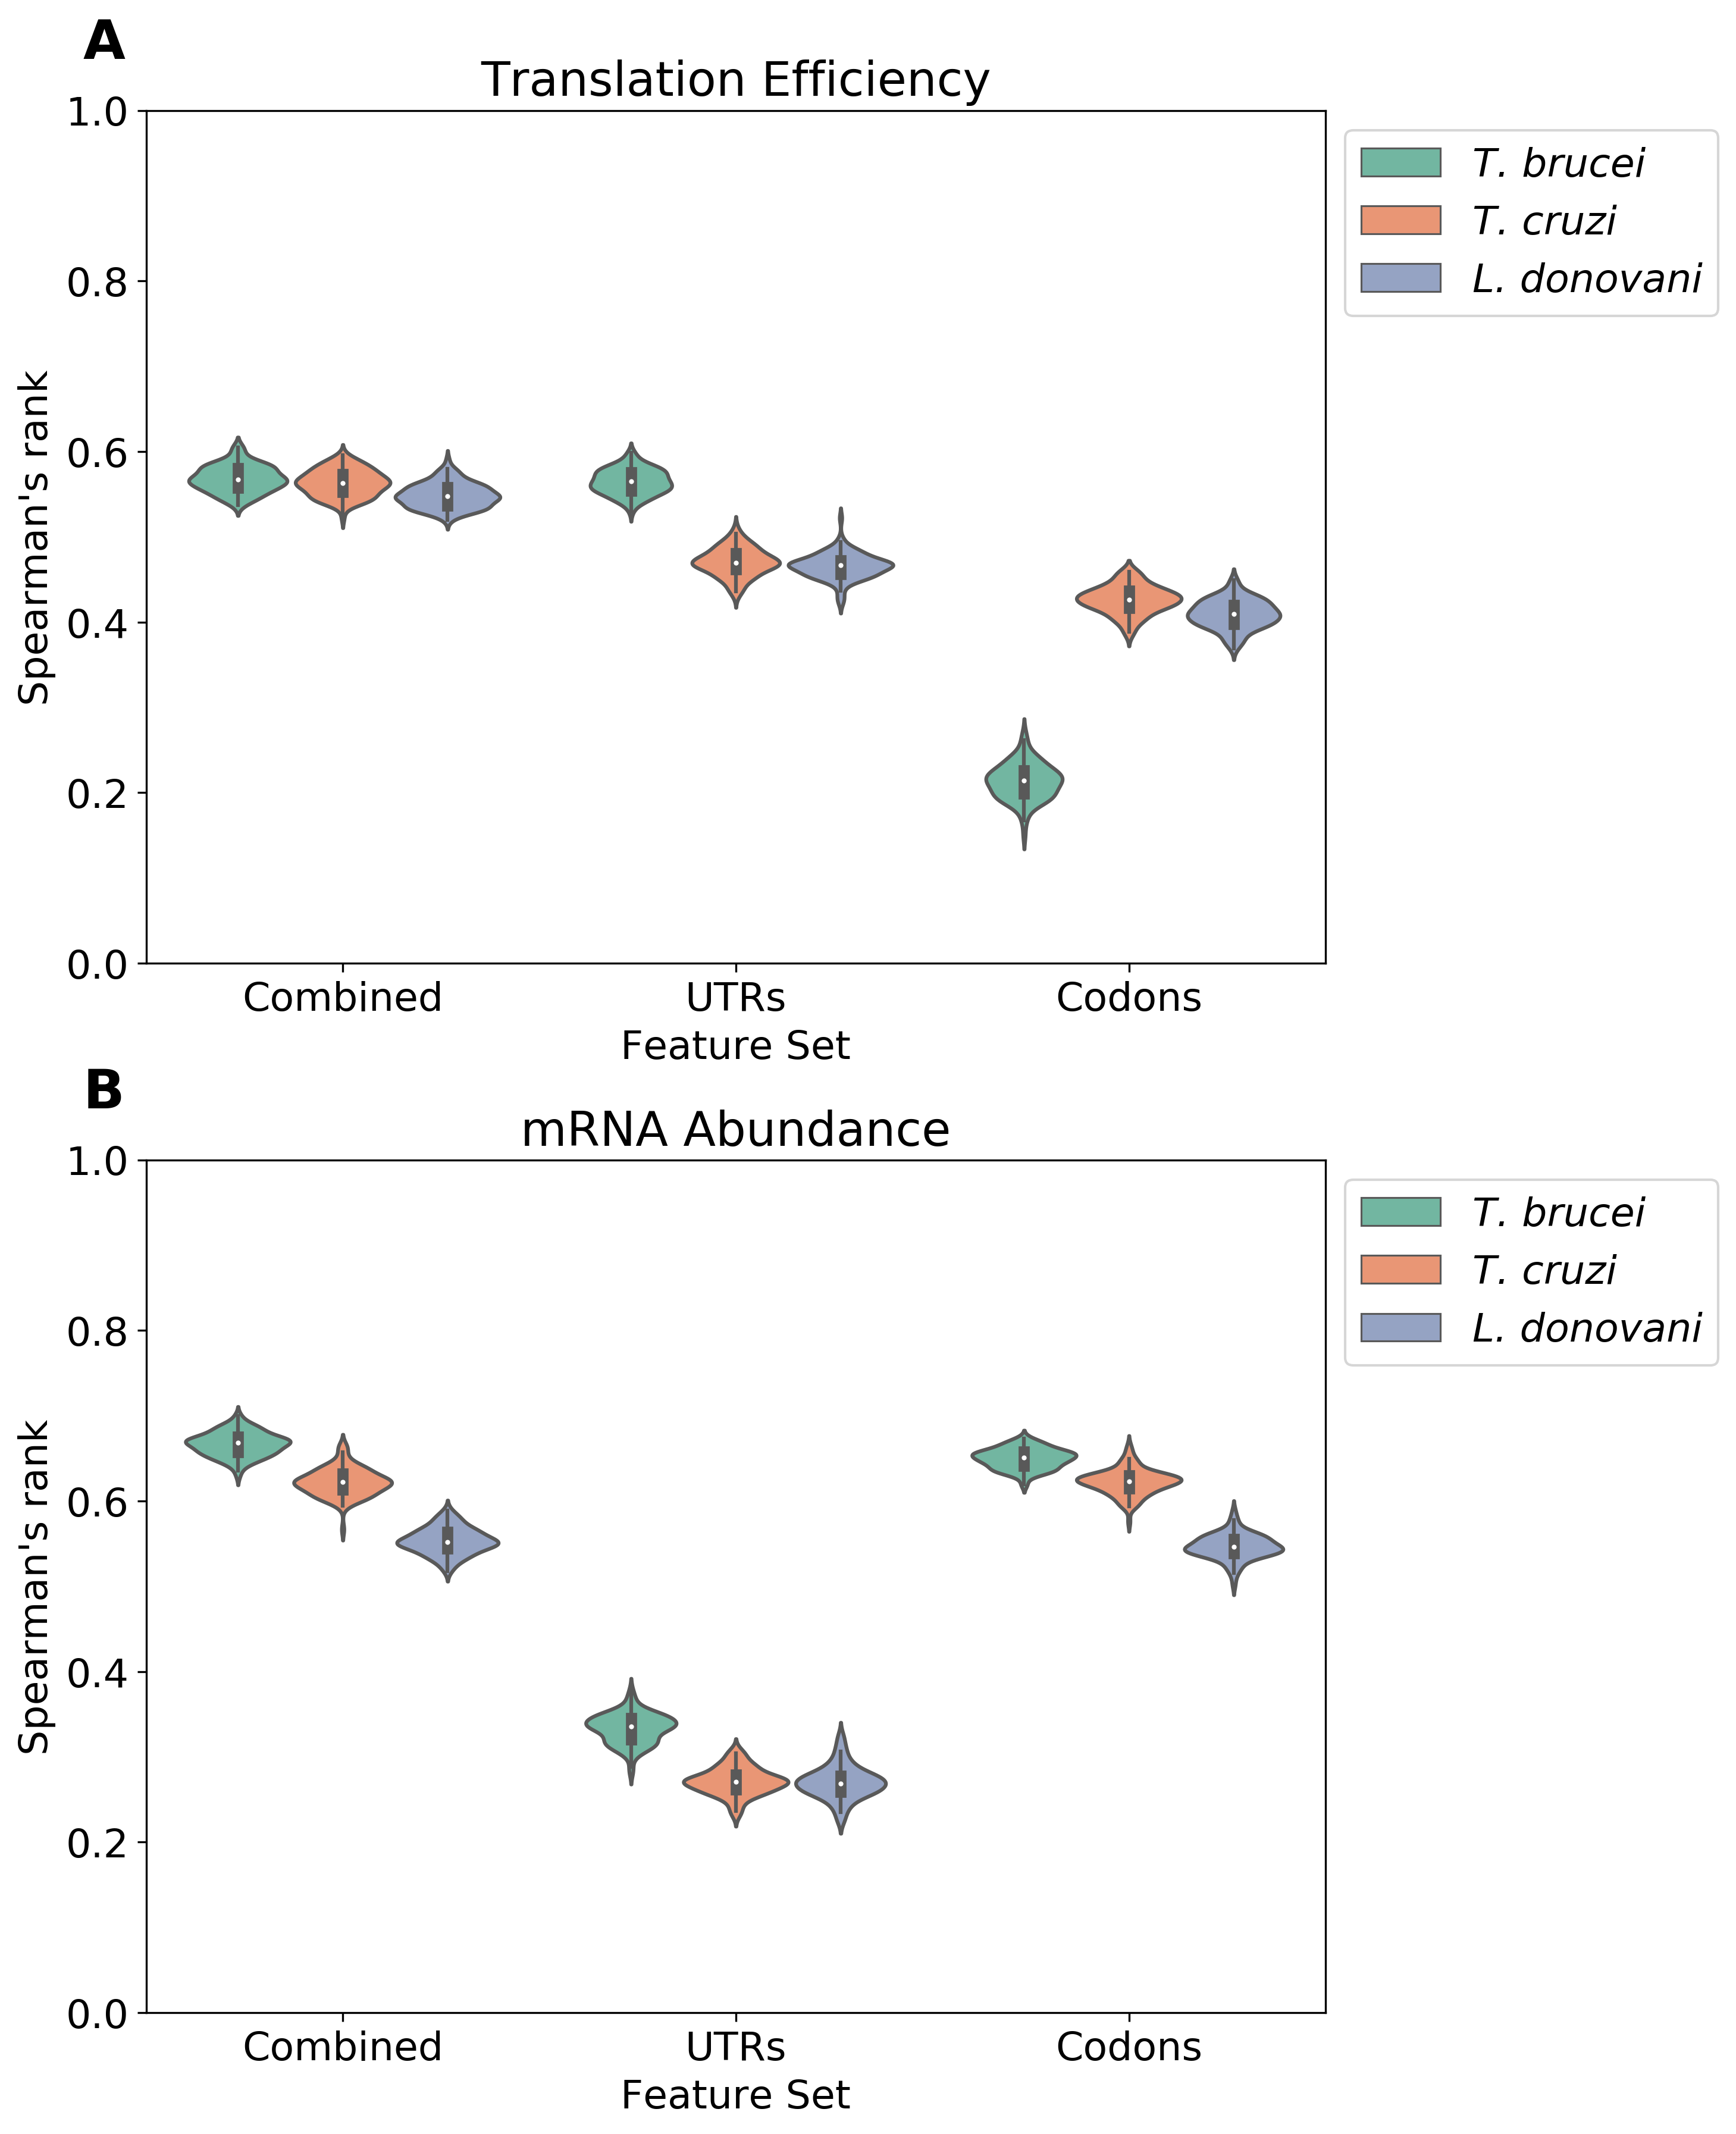 A
Translation Efficiency
Spearman's rank
1.0
0.8
0.6
0.4
0.2
0.0
Combined UTRs Codons
Feature Set
T. brucei
T. cruzi
L. donovani
B
mRNA Abundance
Spearman's rank
1.0
0.8
0.6
0.4
0.2
0.0
Combined UTRs Codons
Feature Set
T. brucei
T. cruzi
L. donovani